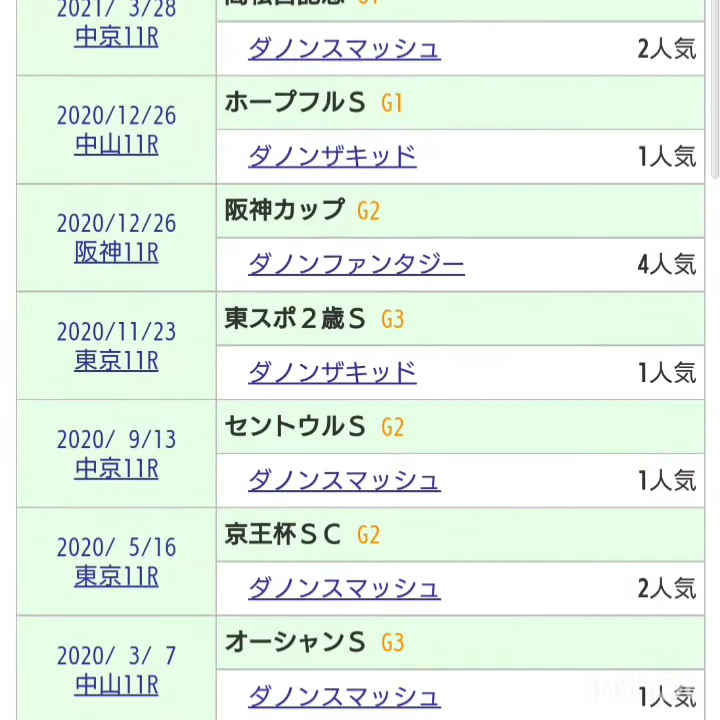 2021/ 3/28
中京11R
高松宮記念 G1
ダノンスマッシュ 2人気
2020/12/26
中山11R
ホープフルＳ G1
ダノンザキッド 1人気
2020/12/26
阪神11R
阪神カップ G2
ダノンファンタジー 4人気
2020/11/23
東京11R
東スポ２歳Ｓ G3
ダノンザキッド 1人気
2020/ 9/13
中京11R
セントウルＳ G2
ダノンスマッシュ 1人気
2020/ 5/16
東京11R
京王杯ＳＣ G2
ダノンスマッシュ 2人気
2020/ 3/ 7
中山11R
オーシャンＳ G3
ダノンスマッシュ 1人気